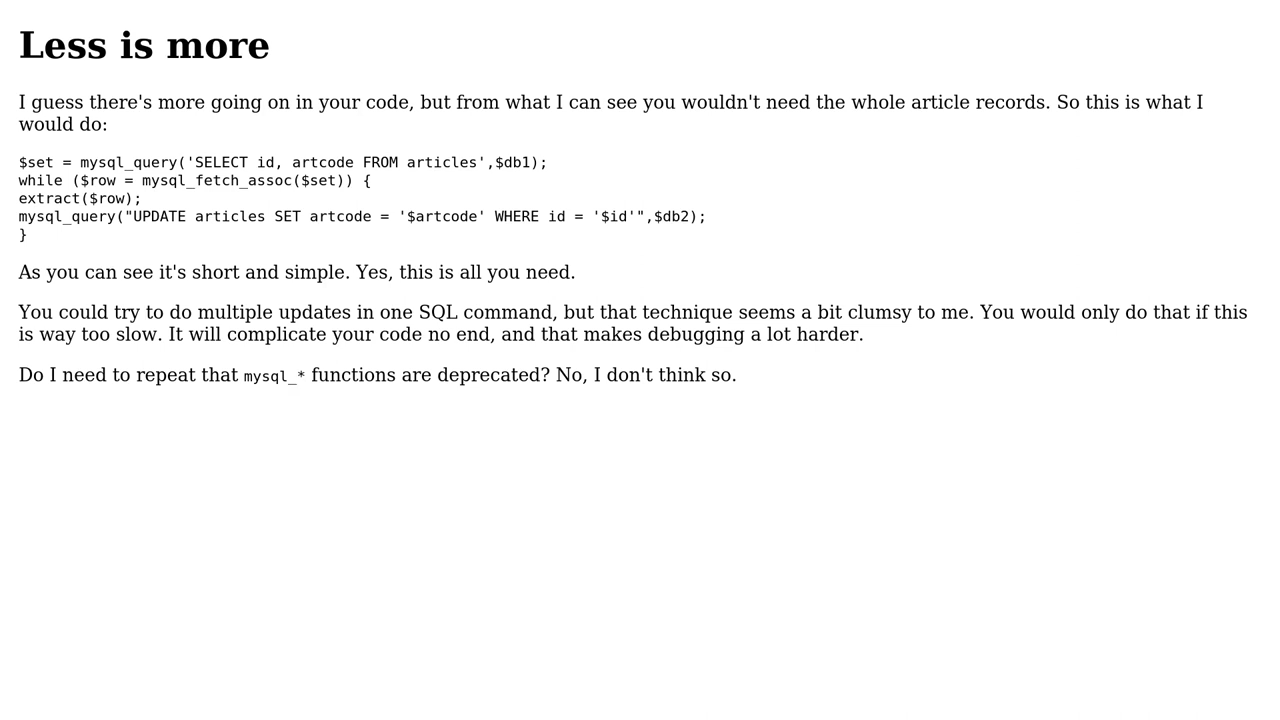 Less is more
I guess there's more going on in your code, but from what I can see you wouldn't need the whole article records. So this is what I
would do:
$set = mysql_query('SELECT id, artcode FROM articles',$db1);
while ($row = mysql_fetch_assoc($set)) {
extract($row);
mysql_query("UPDATE articles SET artcode = '$artcode' WHERE id = '$id'",$db2);
}
As you can see it's short and simple. Yes, this is all you need.
You could try to do multiple updates in one SQL command, but that technique seems a bit clumsy to me. You would only do that if this
is way too slow. It will complicate your code no end, and that makes debugging a lot harder.
Do I need to repeat that mysql_* functions are deprecated? No, I don't think so.